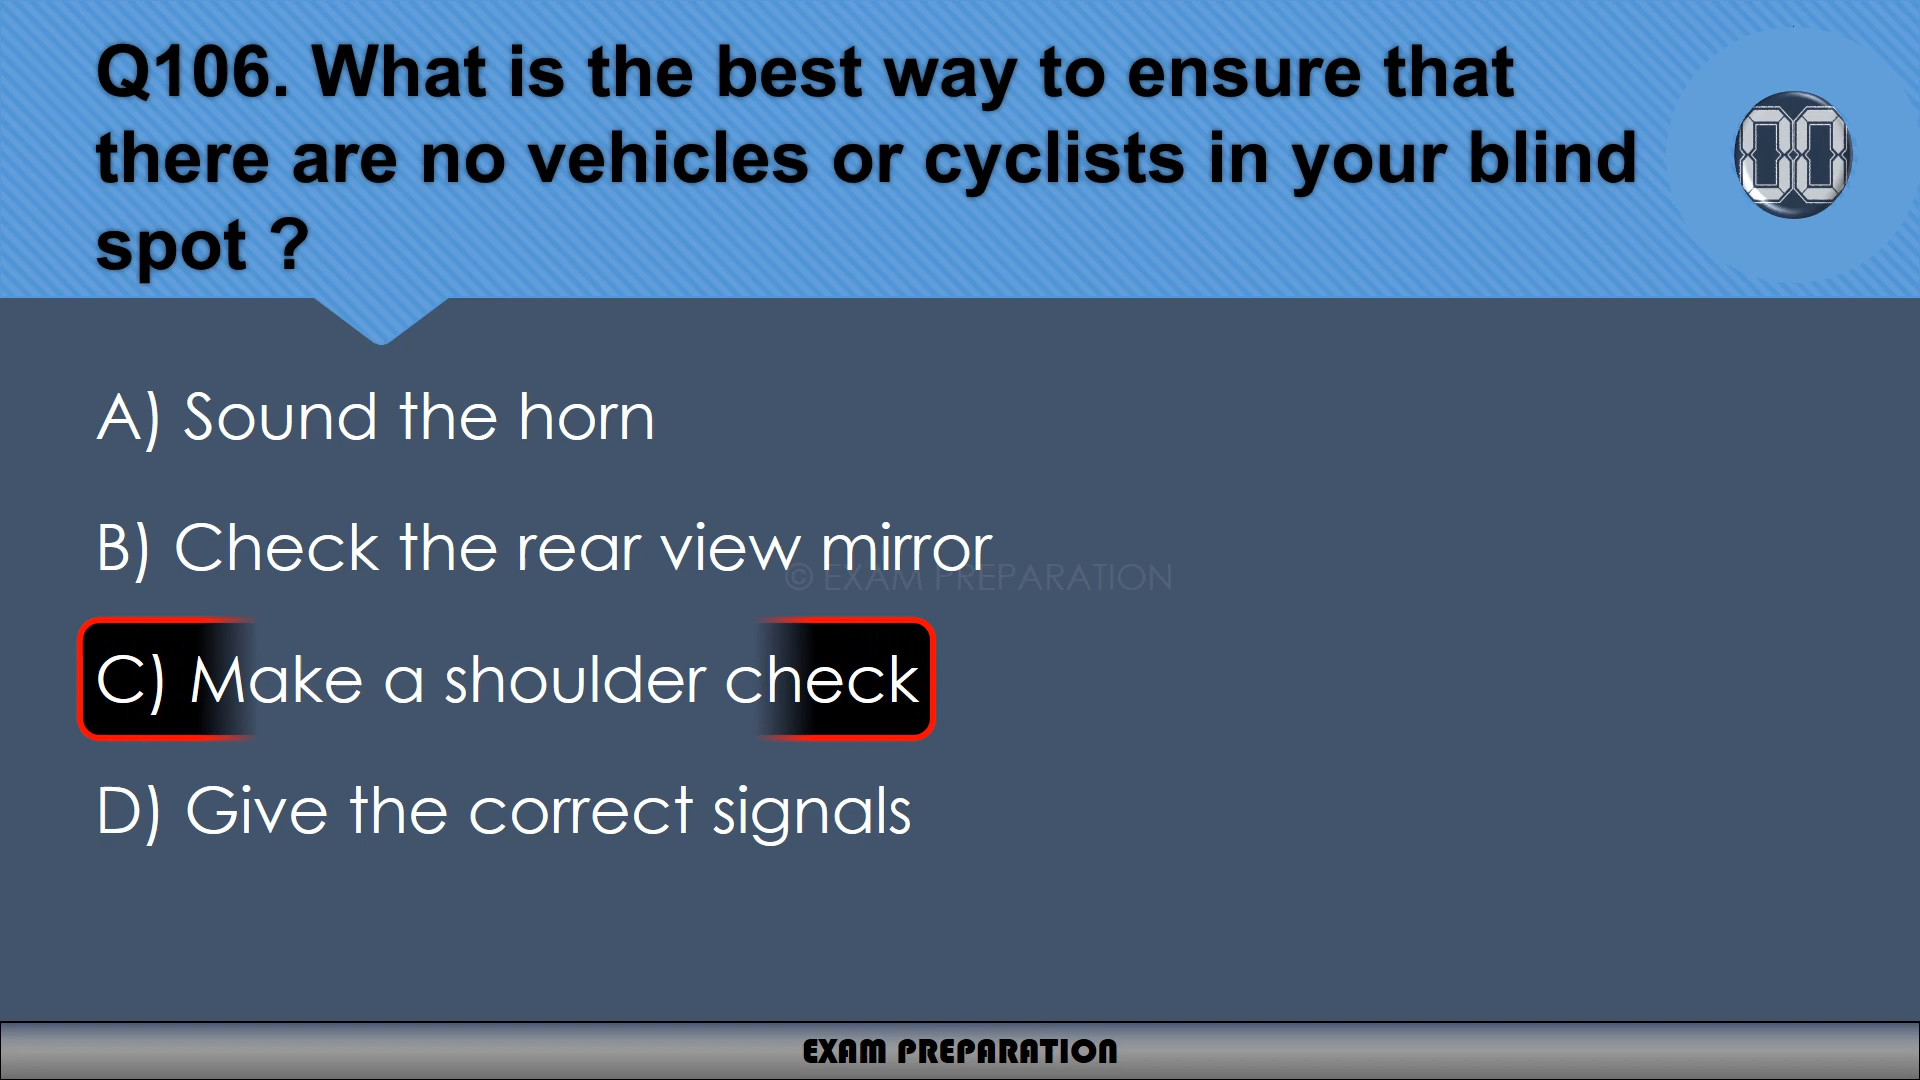 Q106. What is the best way to ensure that
there are no vehicles or cyclists in your blind
spot ?
00
A) Sound the horn
B) Check the rear view mirror
© EXAM PREPARATION
C) Make a shoulder check
D) Give the correct signals
EXAM PREPARATION